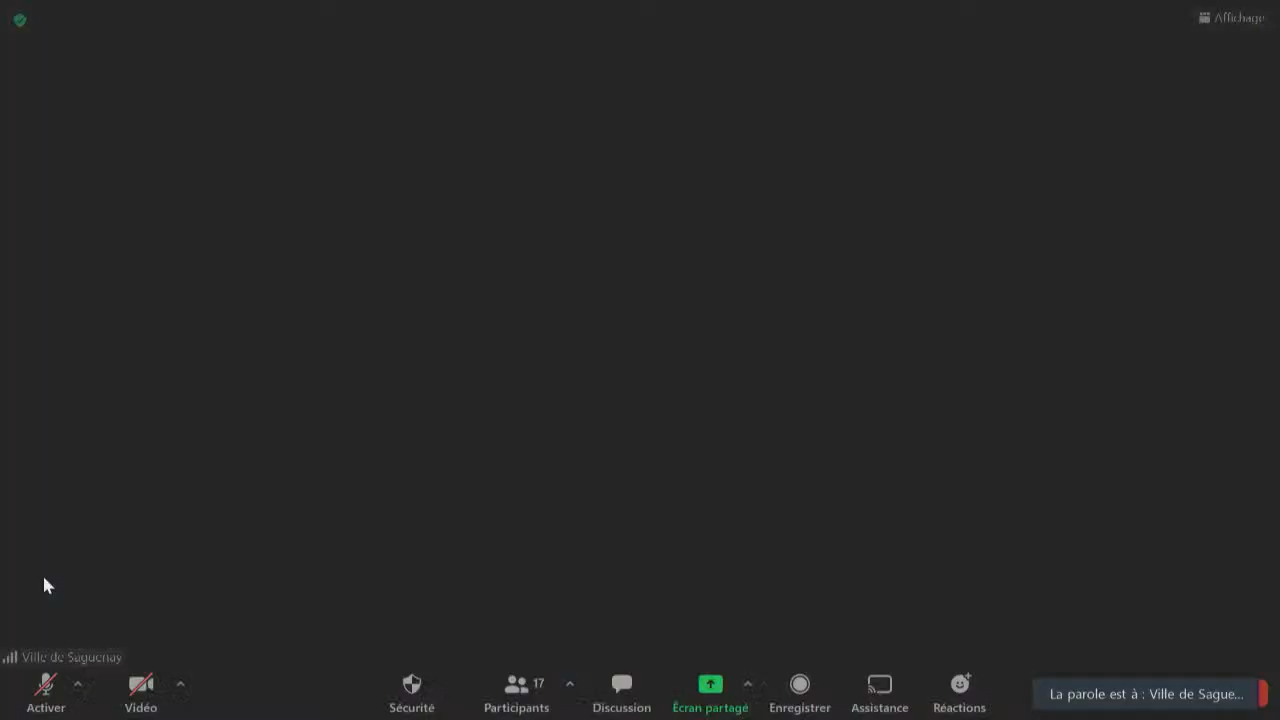 Affichage
Ville de Saguenay
Activer
Vidéo
Sécurité
Participants
17
Discussion
Écran partagé
Enregistrer
Assistance
Réactions
La parole est à : Ville de Sague...